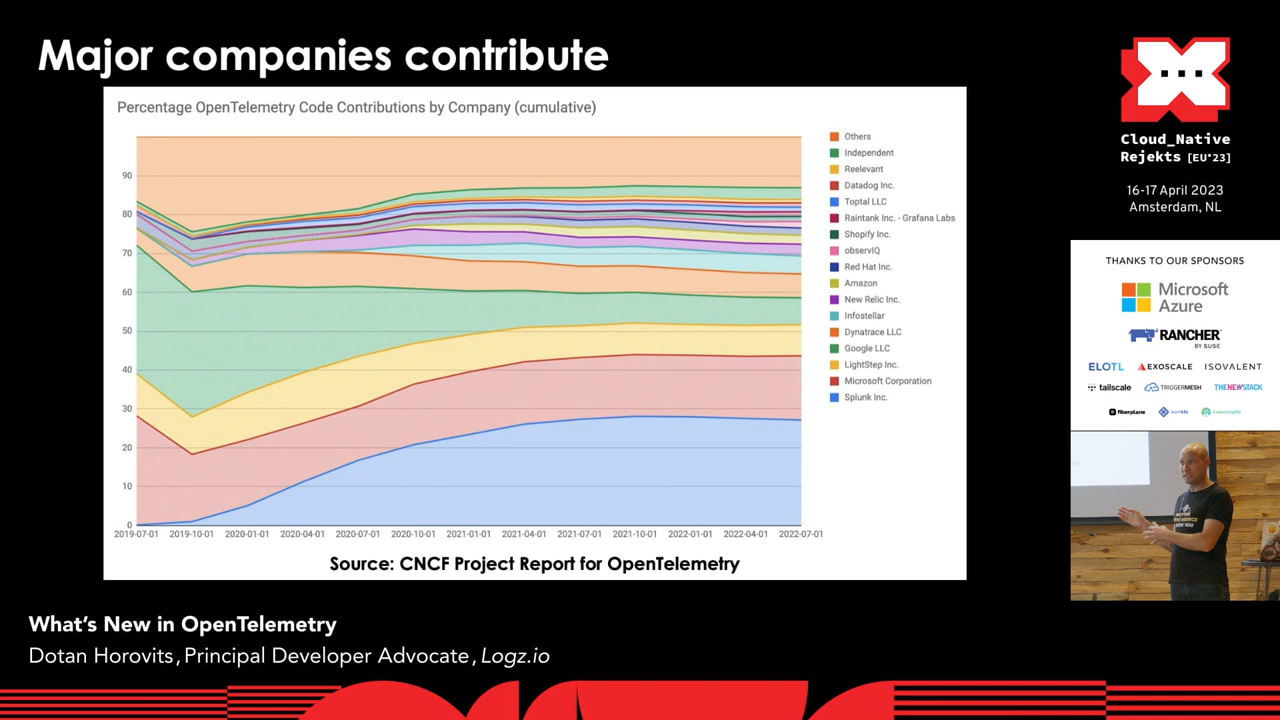 Major companies contribute
Percentage OpenTelemetry Code Contributions by Company (cumulative)
90
80
70
60
50
40
30
20
10
0
2019-07-01 2019-10-01 2020-01-01 2020-04-01 2020-07-01 2020-10-01 2021-01-01 2021-04-01 2021-07-01 2021-10-01 2022-01-01 2022-04-01 2022-07-01
Others
Independent
Reelevant
Datadog Inc.
Toptal LLC
Raintank Inc. - Grafana Labs
Shopify Inc.
observIQ
Red Hat Inc.
Amazon
New Relic Inc.
Infostellar
Dynatrace LLC
Google LLC
LightStep Inc.
Microsoft Corporation
Splunk Inc.
Source: CNCF Project Report for OpenTelemetry
Cloud_Native
Rejekts [EU*23]
16-17 April 2023
Amsterdam, NL
THANKS TO OUR SPONSORS
Microsoft
Azure
RANCHER
BY SUSE
ELOTL EXOSCALE ISOVALENT
tailscale TRIGGERMESH THENEWSTACK
fiberplane
What's New in OpenTelemetry
Dotan Horovits, Principal Developer Advocate, Logz.io